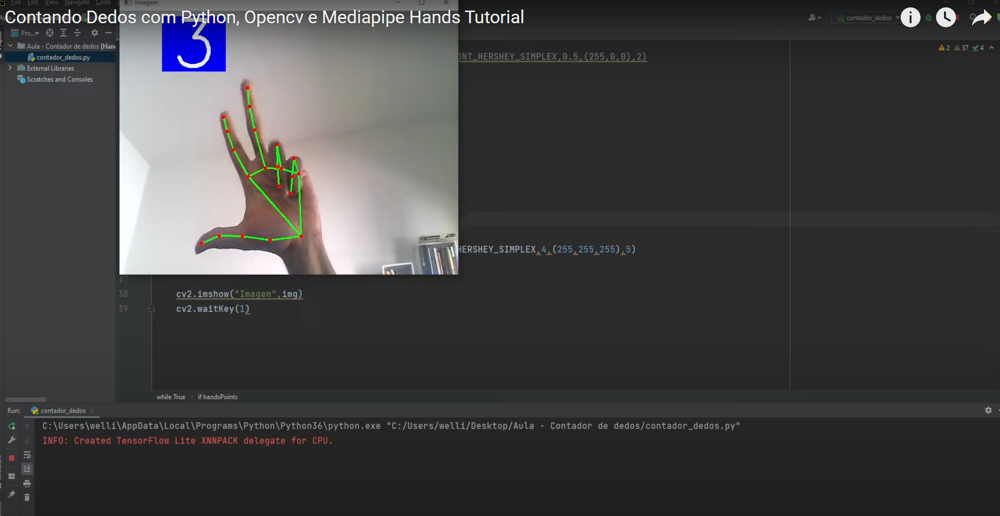 Imagem
File Edit View Navigate Code
Contando Dedos com Python, Opencv e Mediapipe Hands Tutorial
3
contador_dedos
Pro...
Aula - Contador de dedos [Han
contador_dedos.py
External Libraries
Scratches and Consoles
2 37 4
ONT_HERSHEY_SIMPLEX,0.5,(255,0,0),2)
HERSHEY_SIMPLEX,4,(255,255,255),5)
37
38 cv2.imshow("Imagem",img)
39 cv2.waitKey(1)
while True › if handsPoints
Run: contador_dedos
C:\Users\welli\AppData\Local\Programs\Python\Python36\python.exe "C:/Users/welli/Desktop/Aula - Contador de dedos/contador_dedos.py"
INFO: Created TensorFlow Lite XNNPACK delegate for CPU.